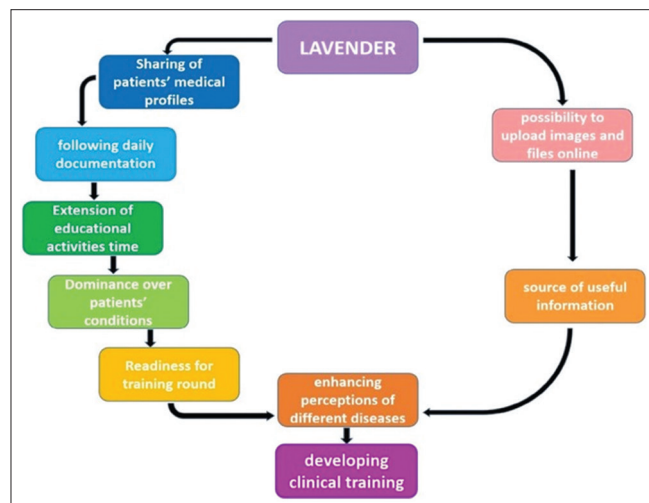 LAVENDER
Sharing of
patients' medical
profiles
following daily
documentation
Extension of
educational
activities time
Dominance over
patients'
conditions
Readiness for
training round
possibility to
upload images and
files online
source of useful
information
enhancing
perceptions of
different diseases
developing
clinical training